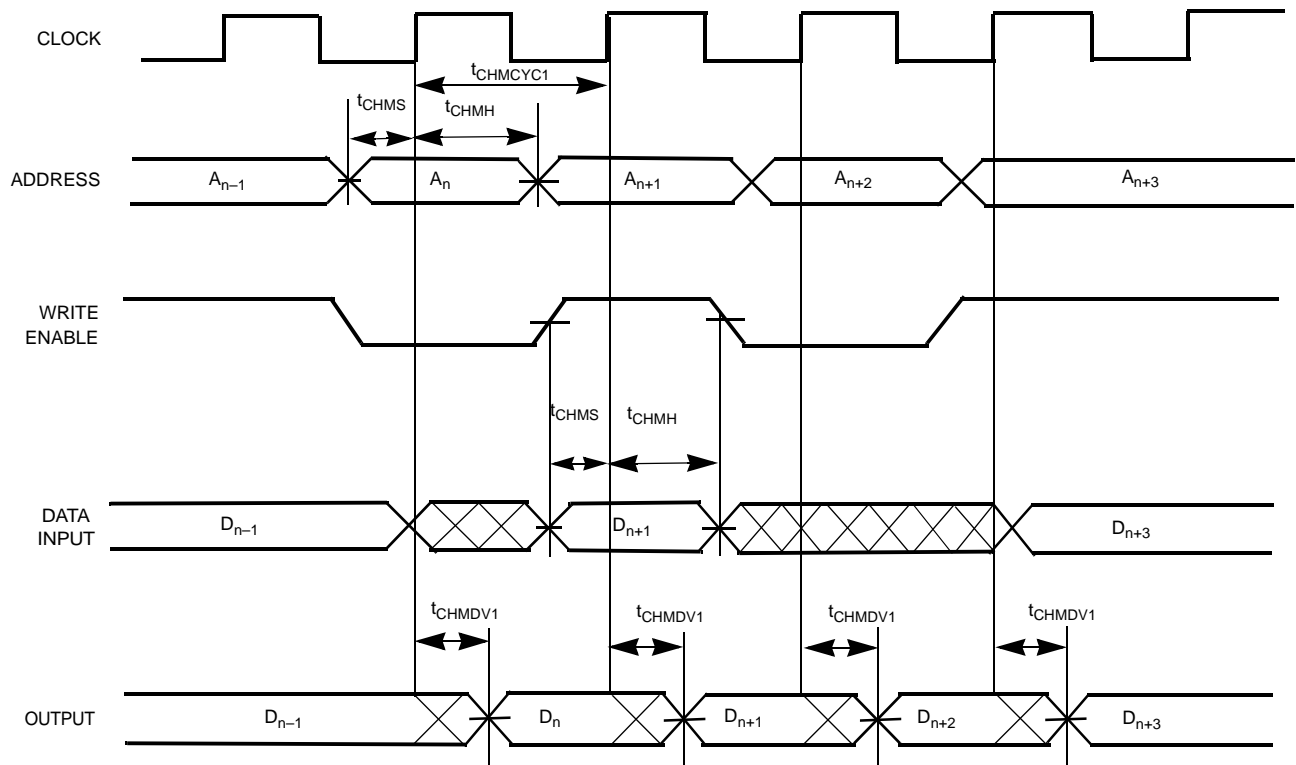 CLOCK
tCHMCYC1
tCHMS
tCHMH
ADDRESS
An–1
An
An+1
An+2
An+3
WRITE
ENABLE
tCHMS
tCHMH
DATA
INPUT
Dn–1
Dn+1
Dn+3
tCHMDV1
tCHMDV1
tCHMDV1
tCHMDV1
OUTPUT
Dn–1
Dn
Dn+1
Dn+2
Dn+3